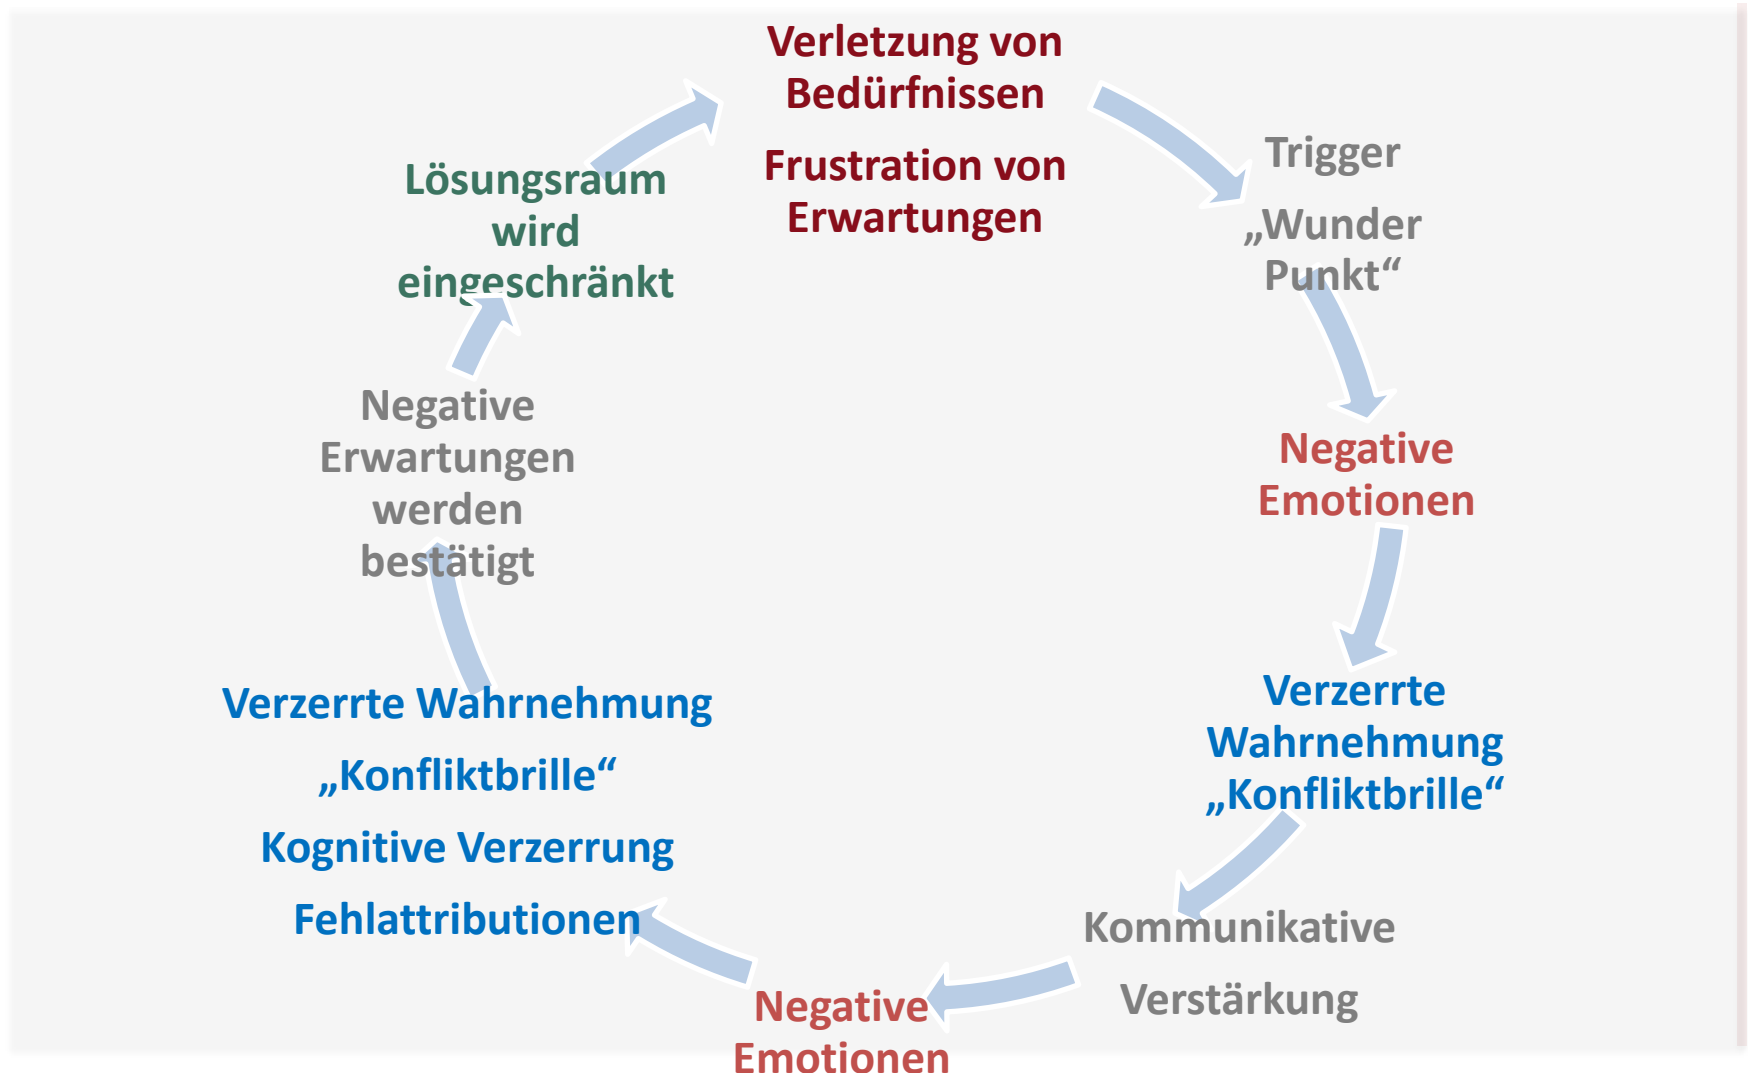 Verletzung von
Bedürfnissen
Frustration von
Erwartungen
Trigger
„Wunder
Punkt“
Negative
Emotionen
Verzerrte
Wahrnehmung
„Konfliktbrille“
Kommunikative
Verstärkung
Negative
Emotionen
Verzerrte Wahrnehmung
„Konfliktbrille“
Kognitive Verzerrung
Fehlattributionen
Negative
Erwartungen
werden
bestätigt
Lösungsraum
wird
eingeschränkt